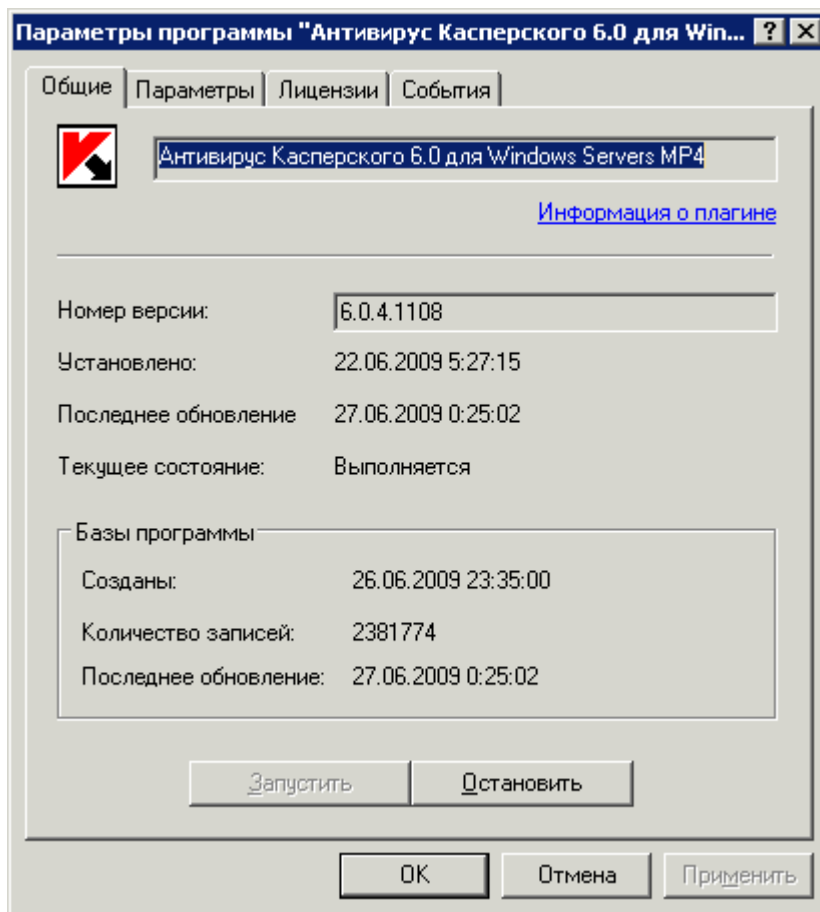 Параметры программы "Антивирус Касперского 6.0 для Win...
Общие Параметры Лицензии События
Антивирус Касперского 6.0 для Windows Servers MP4
Информация о плагине
Номер версии: 6.0.4.1108
Установлено: 22.06.2009 5:27:15
Последнее обновление 27.06.2009 0:25:02
Текущее состояние: Выполняется
Базы программы
Созданы: 26.06.2009 23:35:00
Количество записей: 2381774
Последнее обновление: 27.06.2009 0:25:02
Запустить Остановить
OK Отмена Применить